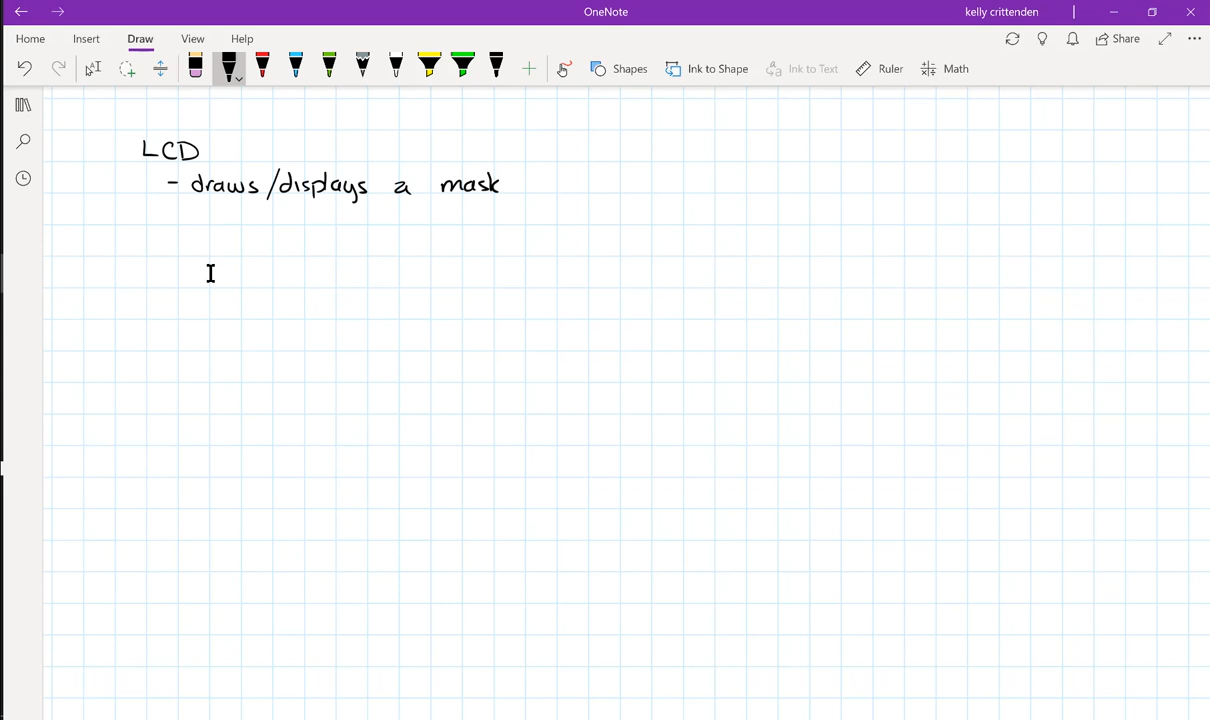 OneNote
kelly crittenden
Home Insert Draw View Help
Share
Shapes Ink to Shape Ink to Text Ruler Math
LCD
- draws/displays a mask